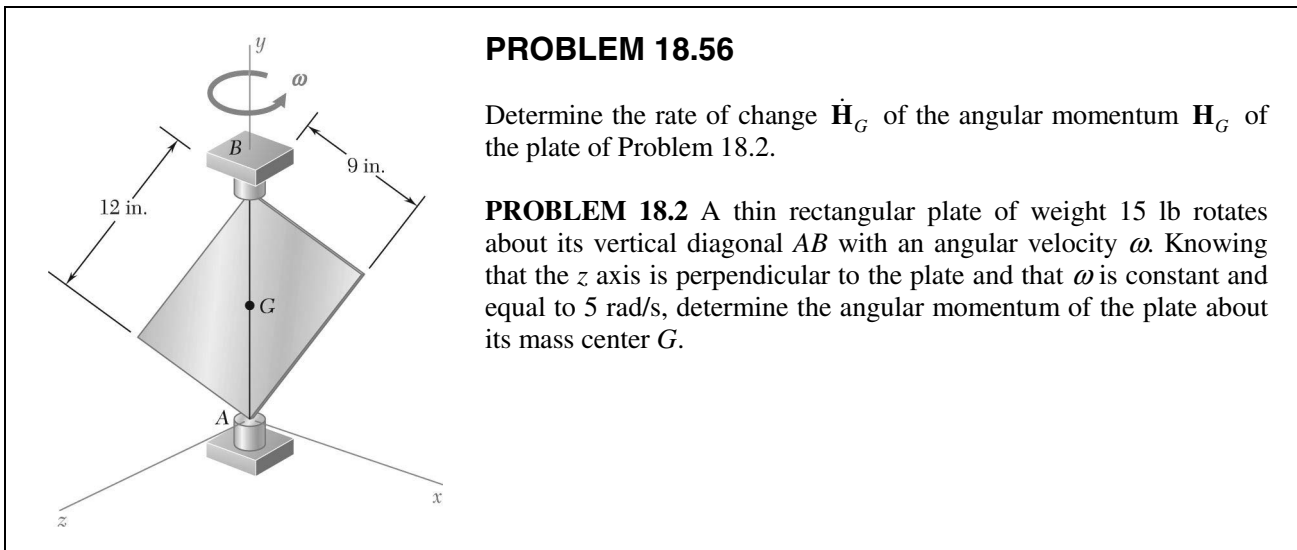 y
ω
B
9 in.
12 in.
G
A
x
z
PROBLEM 18.56
Determine the rate of change Ḣ_G of the angular momentum H_G of
the plate of Problem 18.2.
PROBLEM 18.2 A thin rectangular plate of weight 15 lb rotates
about its vertical diagonal AB with an angular velocity ω. Knowing
that the z axis is perpendicular to the plate and that ω is constant and
equal to 5 rad/s, determine the angular momentum of the plate about
its mass center G.